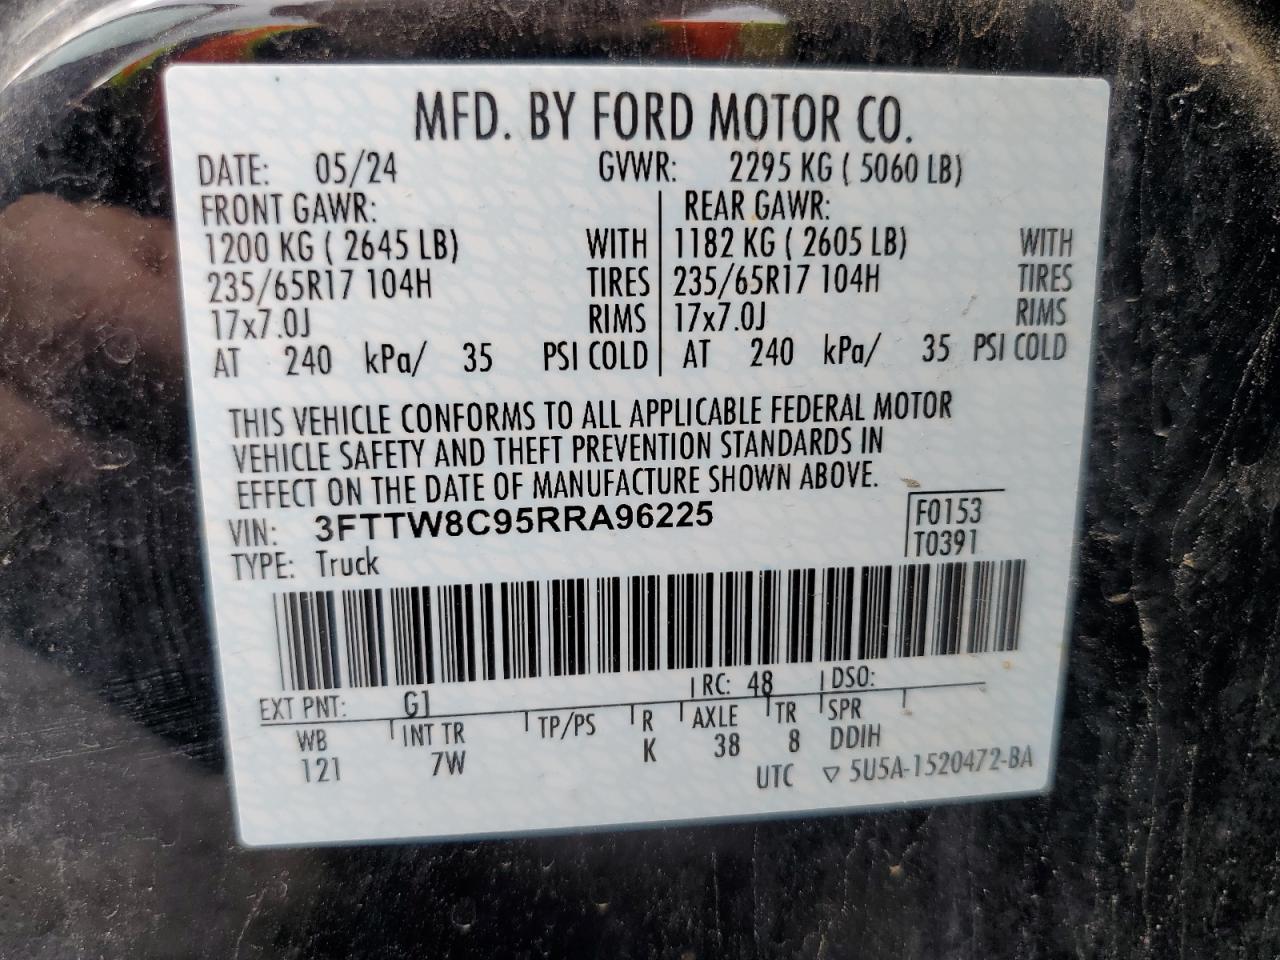 MFD. BY FORD MOTOR CO.
DATE: 05/24 GVWR: 2295 KG ( 5060 LB)
FRONT GAWR: REAR GAWR:
1200 KG ( 2645 LB) WITH 1182 KG ( 2605 LB) WITH
235/65R17 104H TIRES 235/65R17 104H TIRES
17x7.0J RIMS 17x7.0J RIMS
AT 240 kPa/ 35 PSI COLD AT 240 kPa/ 35 PSI COLD
THIS VEHICLE CONFORMS TO ALL APPLICABLE FEDERAL MOTOR
VEHICLE SAFETY AND THEFT PREVENTION STANDARDS IN
EFFECT ON THE DATE OF MANUFACTURE SHOWN ABOVE.
VIN: 3FTTW8C95RRA96225 F0153
TYPE: Truck T0391
EXT PNT: G1 RC: 48 DSO:
WB INT TR TP/PS R AXLE TR SPR
121 7W K 38 8 DDIH
UTC ▽ 5U5A-1520472-BA